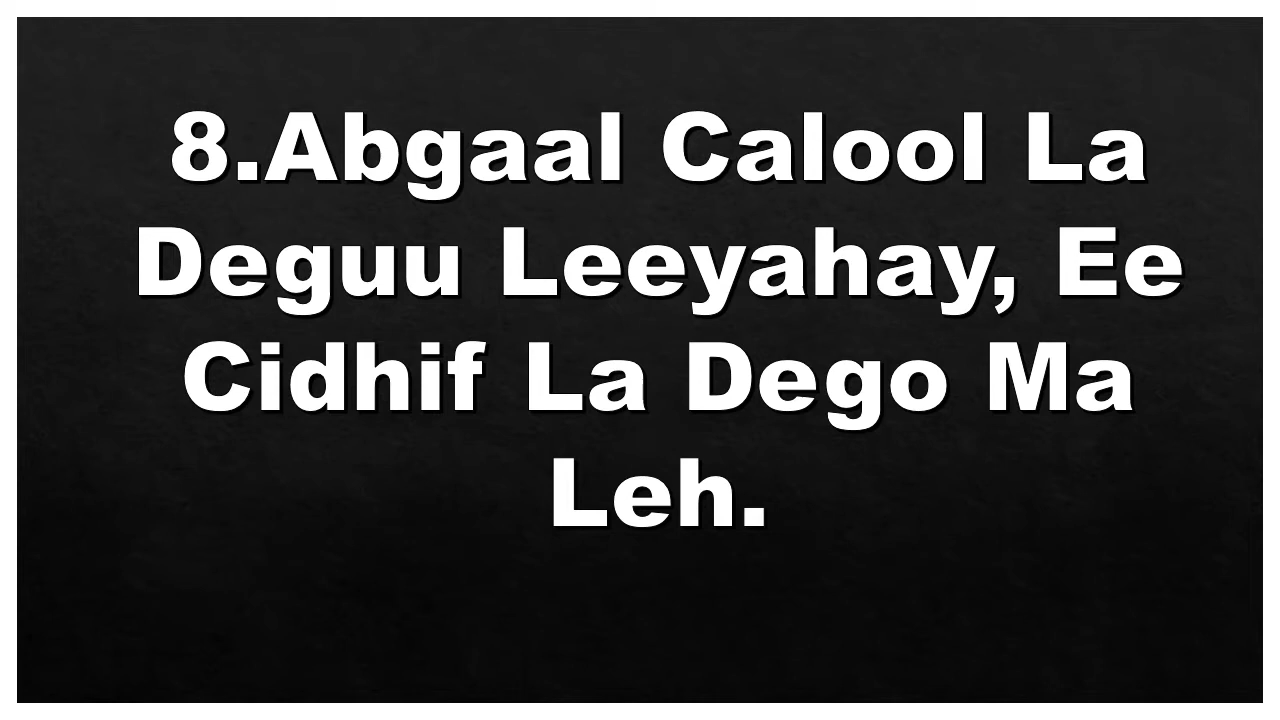 8.Abgaal Calool La
Deguu Leeyahay, Ee
Cidhif La Dego Ma
Leh.